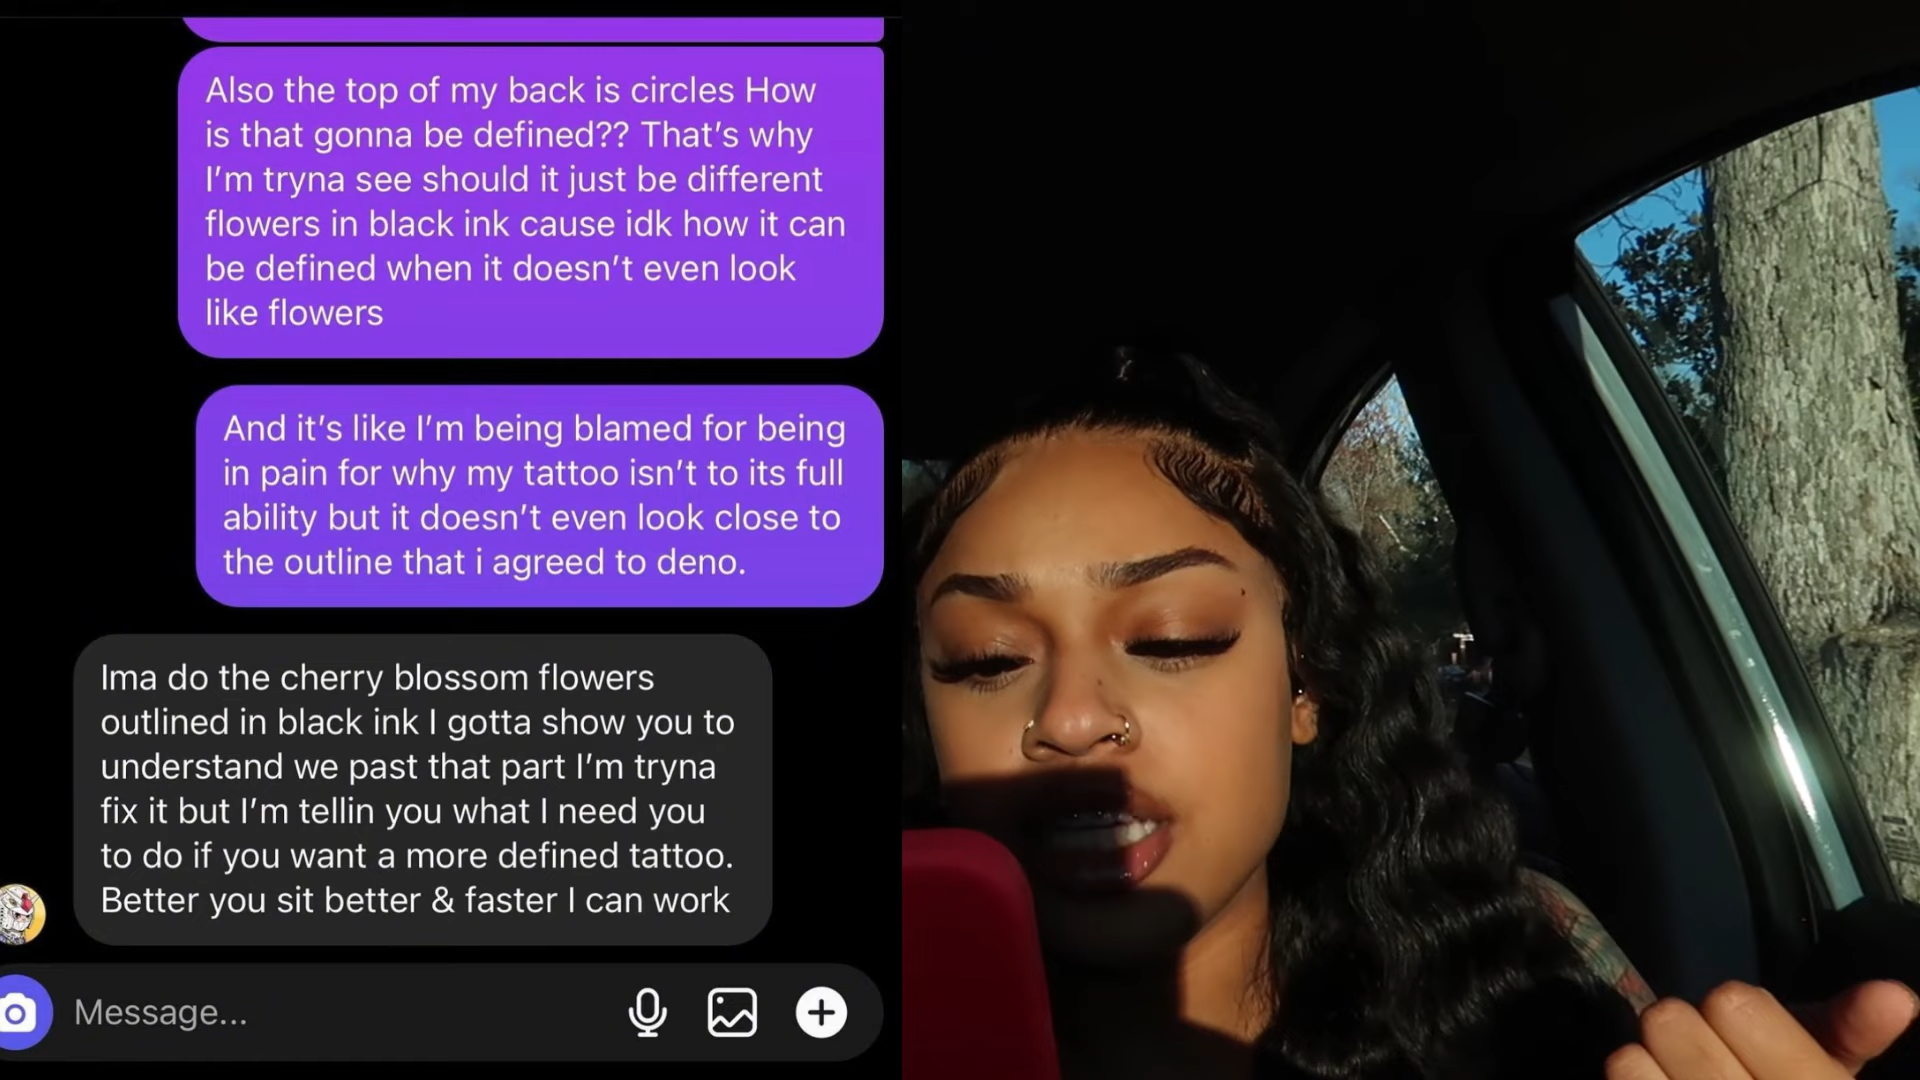 Also the top of my back is circles How
is that gonna be defined?? That's why
I'm tryna see should it just be different
flowers in black ink cause idk how it can
be defined when it doesn't even look
like flowers
And it's like I'm being blamed for being
in pain for why my tattoo isn't to its full
ability but it doesn't even look close to
the outline that i agreed to deno.
Ima do the cherry blossom flowers
outlined in black ink I gotta show you to
understand we past that part I'm tryna
fix it but I'm tellin you what I need you
to do if you want a more defined tattoo.
Better you sit better & faster I can work
Message...